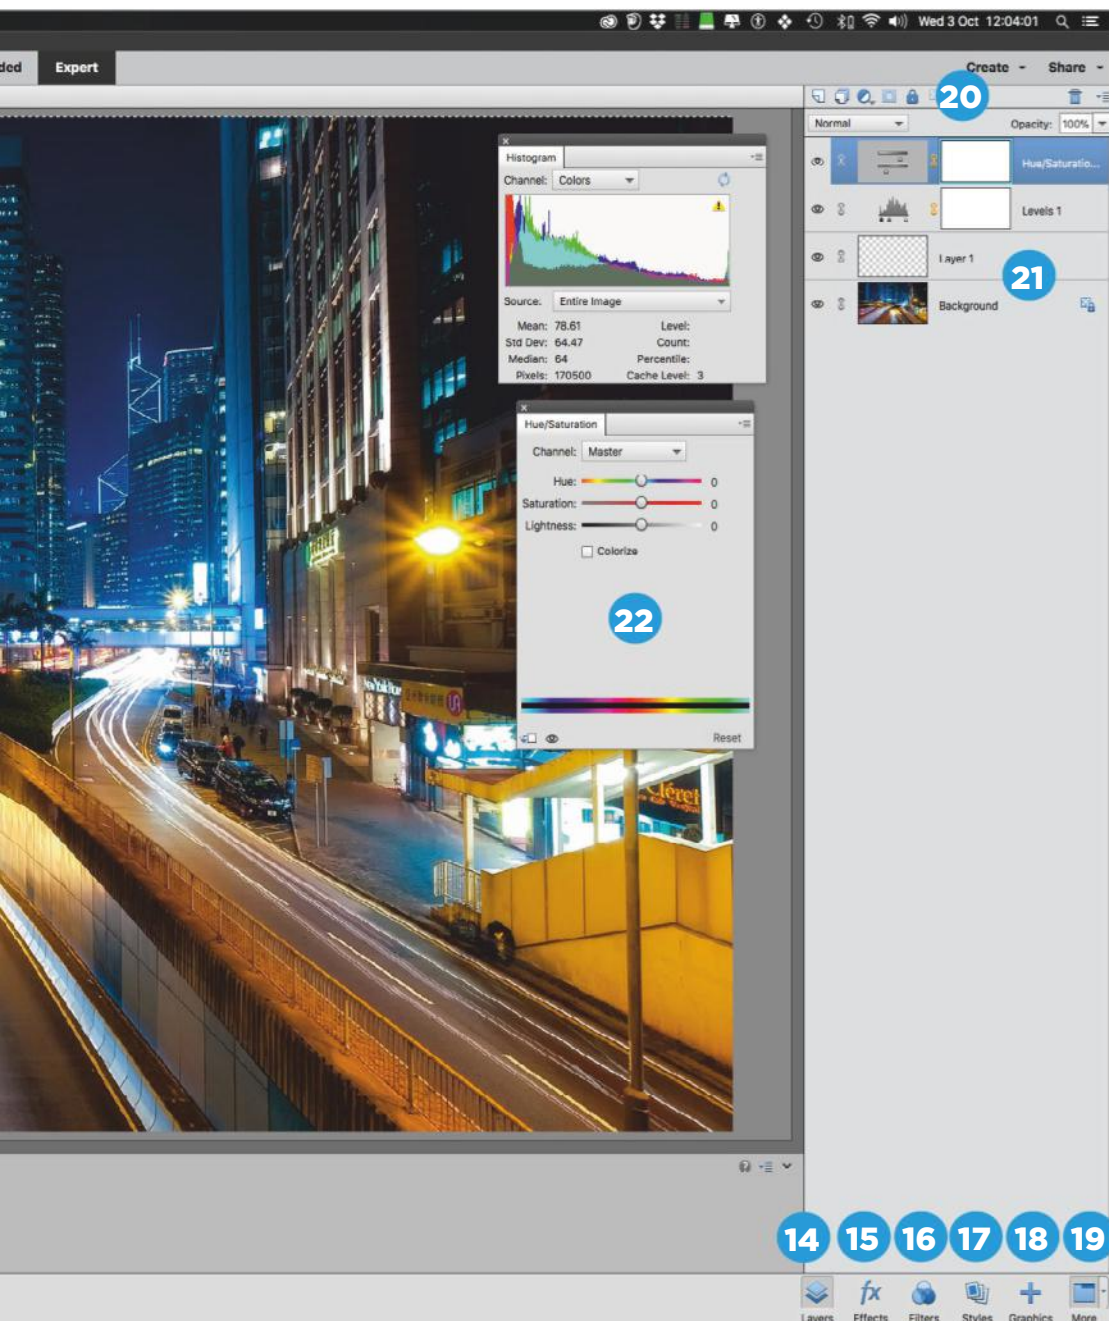 Wed 3 Oct 12:04:01
ded Expert
Create Share
20
Normal Opacity: 100%
Histogram
Channel: Colors
Hue/Saturatio...
Levels 1
Layer 1
21
Background
Source: Entire Image
Mean: 78.61 Level:
Std Dev: 64.47 Count:
Median: 64 Percentile:
Pixels: 170500 Cache Level: 3
Hue/Saturation
Channel: Master
Hue: 0
Saturation: 0
Lightness: 0
Colorize
22
Reset
14 15 16 17 18 19
fx
Layers Effects Filters Styles Graphics More